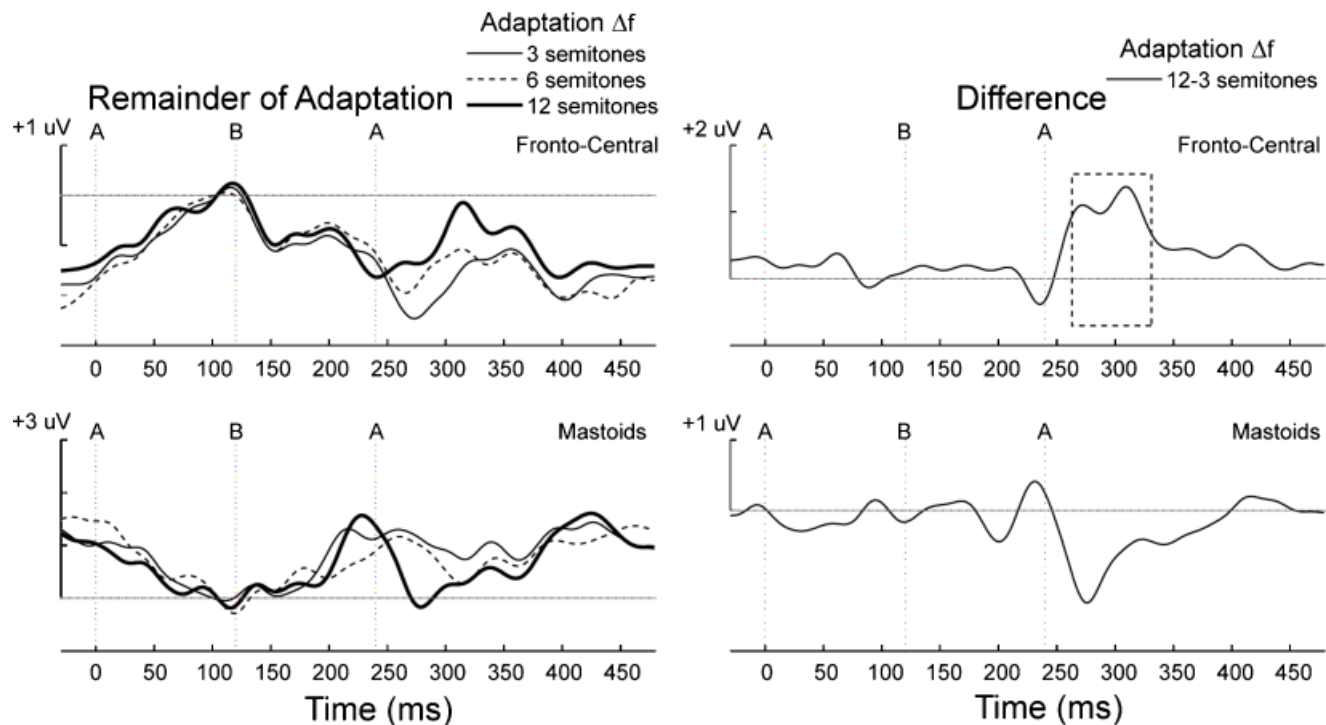 Adaptation Δf
3 semitones
6 semitones
12 semitones
Remainder of Adaptation
+1 uV
A
B
A
Fronto-Central
0 50 100 150 200 250 300 350 400 450
+3 uV
A
B
A
Mastoids
0 50 100 150 200 250 300 350 400 450
Time (ms)
Adaptation Δf
12-3 semitones
Difference
+2 uV
A
B
A
Fronto-Central
0 50 100 150 200 250 300 350 400 450
+1 uV
A
B
A
Mastoids
0 50 100 150 200 250 300 350 400 450
Time (ms)